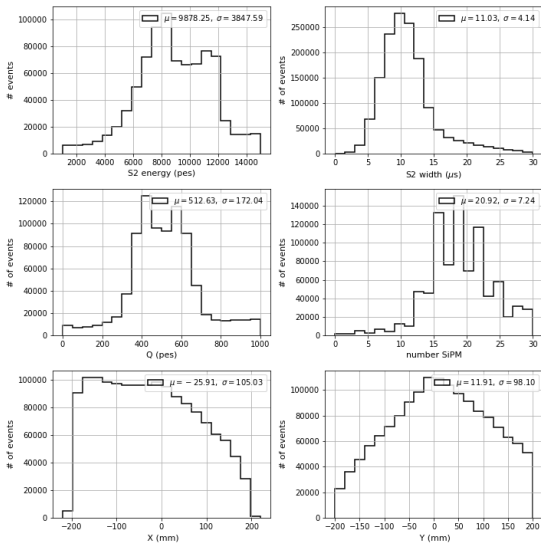 μ = 9878.25, σ = 3847.59
100000
80000
60000
40000
20000
0
# events
2000 4000 6000 8000 10000 12000 14000
S2 energy (pes)
μ = 11.03, σ = 4.14
250000
200000
150000
100000
50000
0
# of events
0 5 10 15 20 25 30
S2 width (μs)
μ = 512.63, σ = 172.04
120000
100000
80000
60000
40000
20000
0
# of events
0 200 400 600 800 1000
Q (pes)
μ = 20.92, σ = 7.24
140000
120000
100000
80000
60000
40000
20000
0
# of events
0 5 10 15 20 25 30
number SiPM
μ = −25.91, σ = 105.03
100000
80000
60000
40000
20000
0
# of events
−200 −100 0 100 200
X (mm)
μ = 11.91, σ = 98.10
100000
80000
60000
40000
20000
0
# of events
−200 −150 −100 −50 0 50 100 150 200
Y (mm)